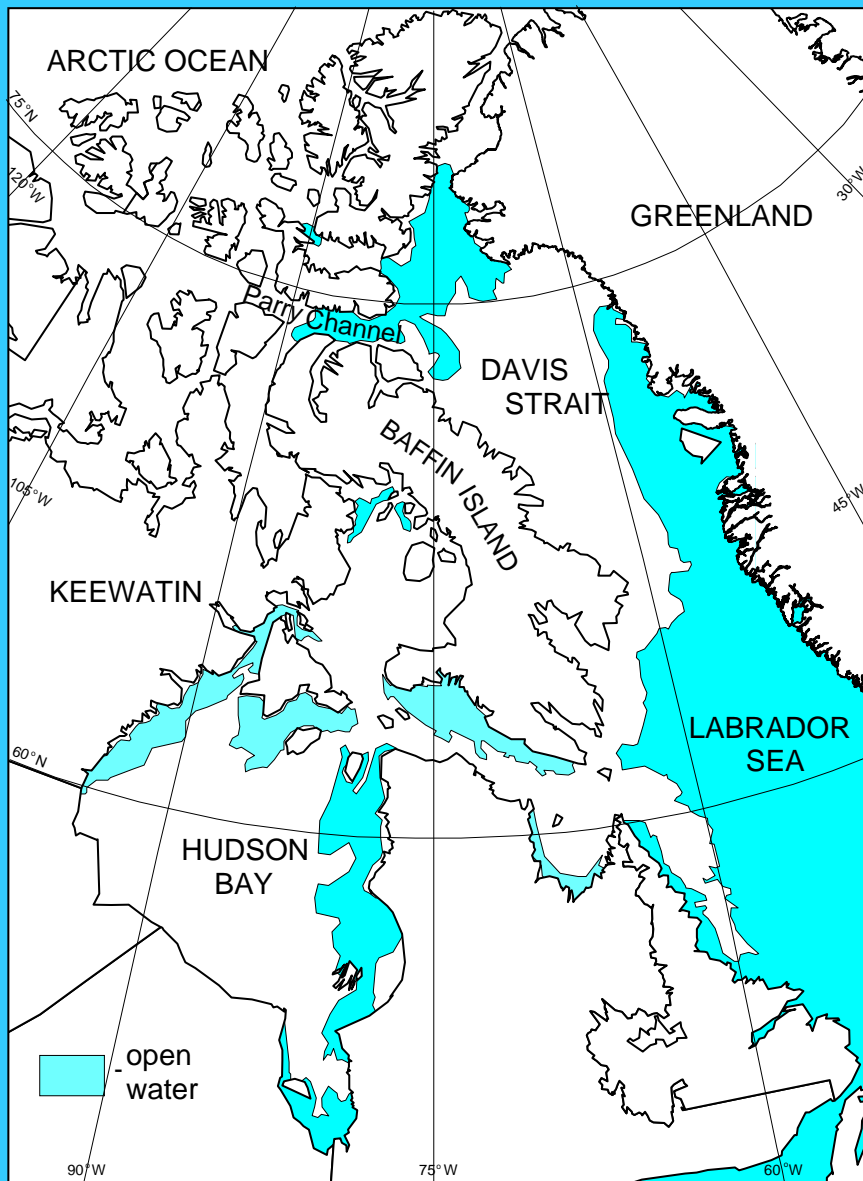 ARCTIC OCEAN
75°N
120°W
30°W
GREENLAND
Parry Channel
DAVIS
STRAIT
BAFFIN ISLAND
105°W
45°W
KEEWATIN
LABRADOR
SEA
60°N
HUDSON
BAY
- open
water
90°W
75°W
60°W